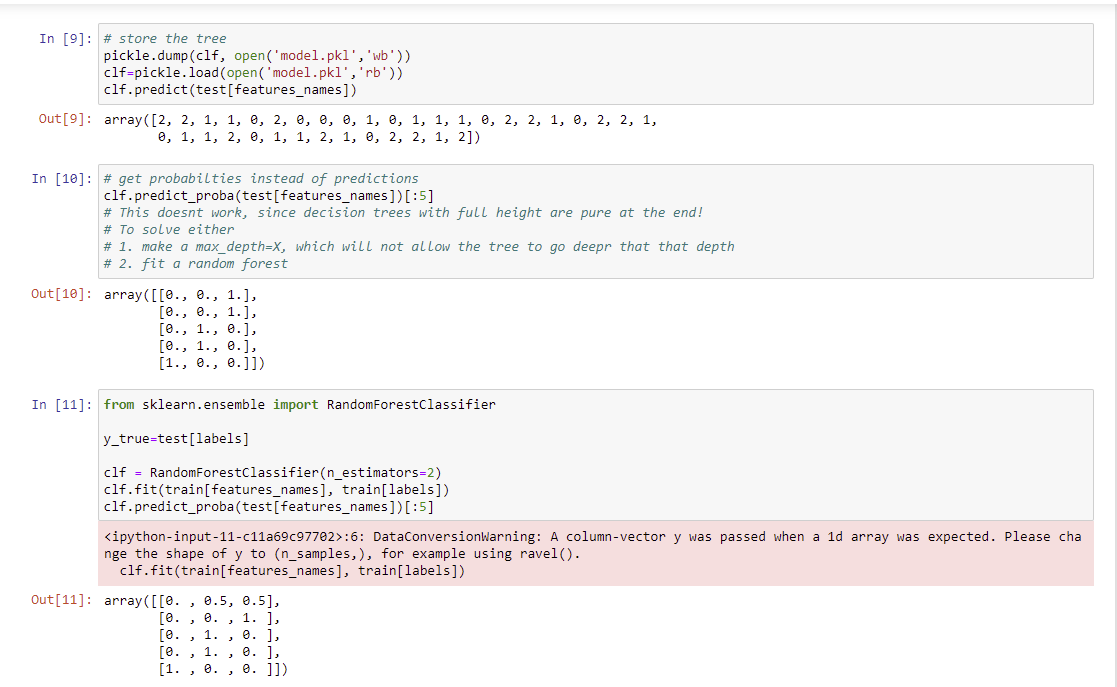 In [9]: # store the tree
pickle.dump(clf, open('model.pkl','wb'))
clf=pickle.load(open('model.pkl','rb'))
clf.predict(test[features_names])
Out[9]: array([2, 2, 1, 1, 0, 2, 0, 0, 0, 1, 0, 1, 1, 1, 0, 2, 2, 1, 0, 2, 2, 1,
0, 1, 1, 2, 0, 1, 1, 2, 1, 0, 2, 2, 1, 2])
In [10]: # get probabilties instead of predictions
clf.predict_proba(test[features_names])[:5]
# This doesnt work, since decision trees with full height are pure at the end!
# To solve either
# 1. make a max_depth=X, which will not allow the tree to go deepr that that depth
# 2. fit a random forest
Out[10]: array([[0., 0., 1.],
[0., 0., 1.],
[0., 1., 0.],
[0., 1., 0.],
[1., 0., 0.]])
In [11]: from sklearn.ensemble import RandomForestClassifier
y_true=test[labels]
clf = RandomForestClassifier(n_estimators=2)
clf.fit(train[features_names], train[labels])
clf.predict_proba(test[features_names])[:5]
<ipython-input-11-c11a69c97702>:6: DataConversionWarning: A column-vector y was passed when a 1d array was expected. Please cha
nge the shape of y to (n_samples,), for example using ravel().
clf.fit(train[features_names], train[labels])
Out[11]: array([[0. , 0.5, 0.5],
[0. , 0. , 1. ],
[0. , 1. , 0. ],
[0. , 1. , 0. ],
[1. , 0. , 0. ]])